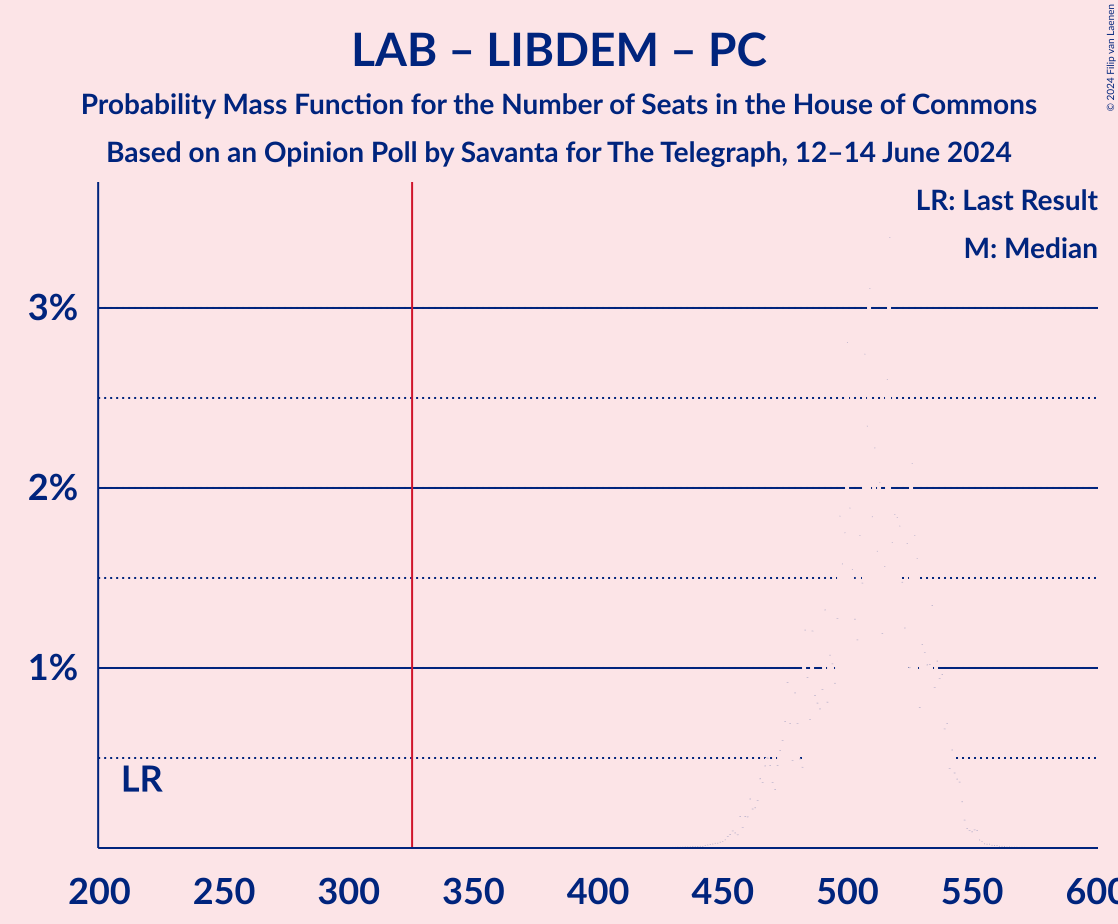 LAB – LIBDEM – PC
Probability Mass Function for the Number of Seats in the House of Commons
Based on an Opinion Poll by Savanta for The Telegraph, 12–14 June 2024
© 2024 Filip van Laenen
LR: Last Result
M: Median
3%
2%
1%
LR
200 250 300 350 400 450 500 550 600